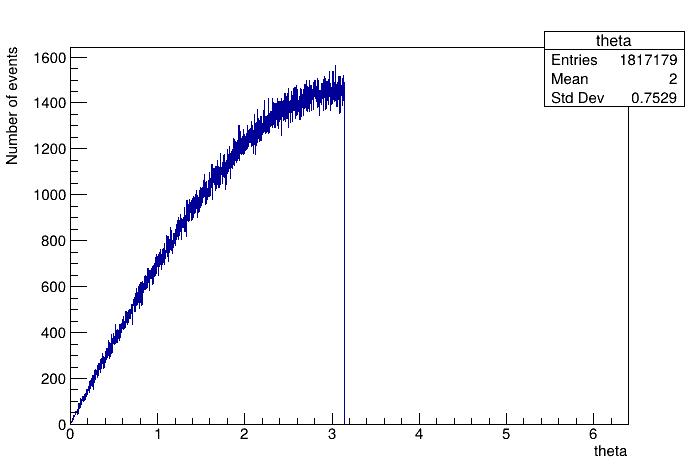 theta
Entries 1817179
Mean 2
Std Dev 0.7529
Number of events
1600
1400
1200
1000
800
600
400
200
0
0 1 2 3 4 5 6
theta